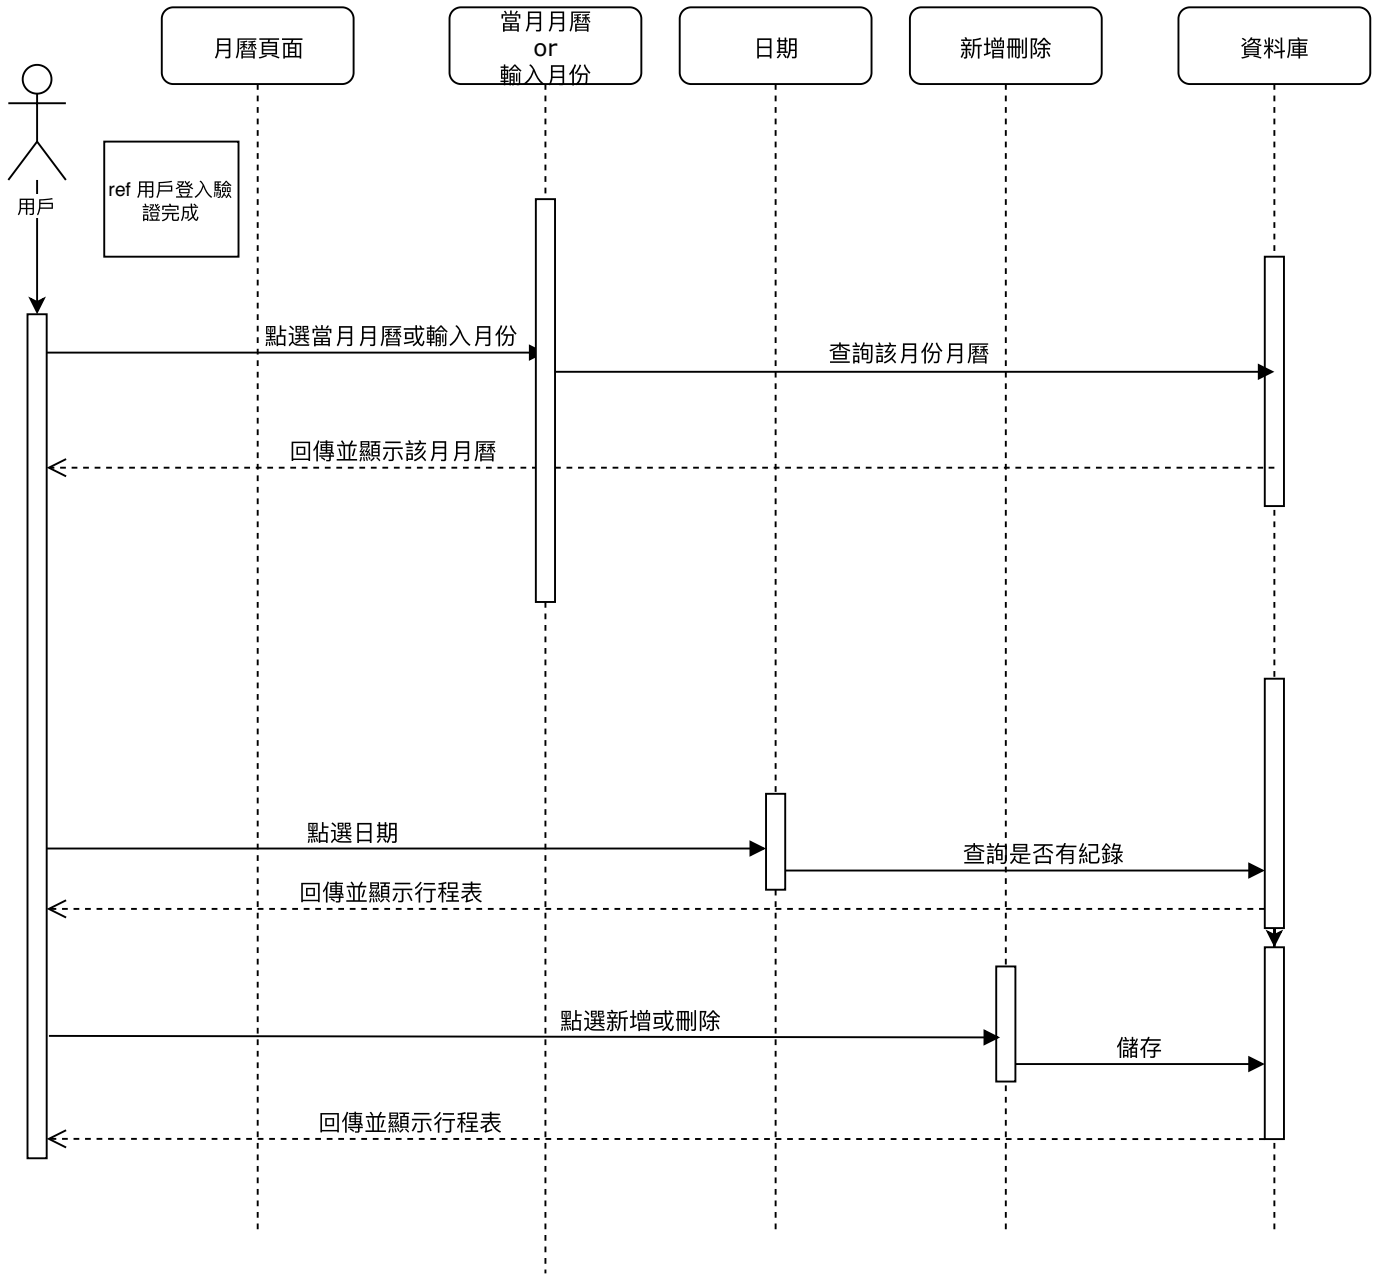 月曆頁面
當月月曆
or
輸入月份
日期
新增刪除
資料庫
用戶
ref 用戶登入驗
證完成
點選當月月曆或輸入月份
查詢該月份月曆
回傳並顯示該月月曆
點選日期
查詢是否有紀錄
回傳並顯示行程表
點選新增或刪除
儲存
回傳並顯示行程表